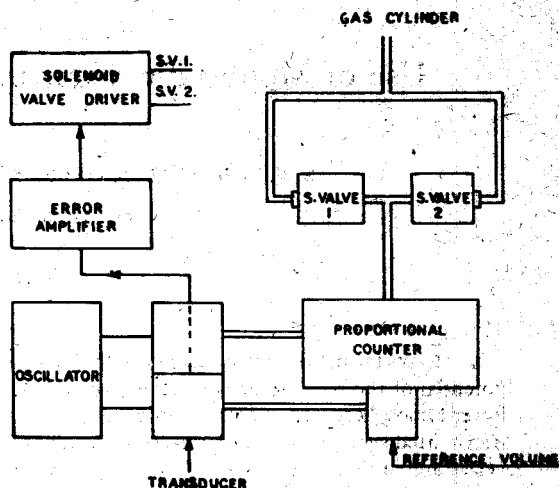 GAS CYLINDER
S.V.1.
SOLENOID
VALVE DRIVER
S.V. 2.
S.VALVE
1
S.VALVE
2
ERROR
AMPLIFIER
PROPORTIONAL
COUNTER
OSCILLATOR
TRANSDUCER
REFERENCE VOLUME